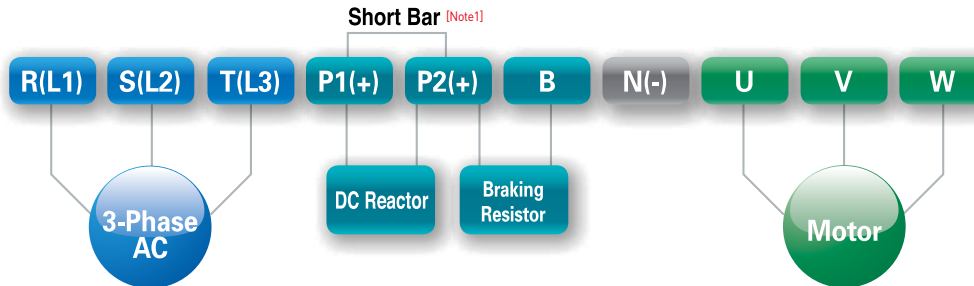 Short Bar [Note1]
R(L1) S(L2) T(L3) P1(+) P2(+) B N(-) U V W
DC Reactor
Braking
Resistor
3-Phase
AC
Motor